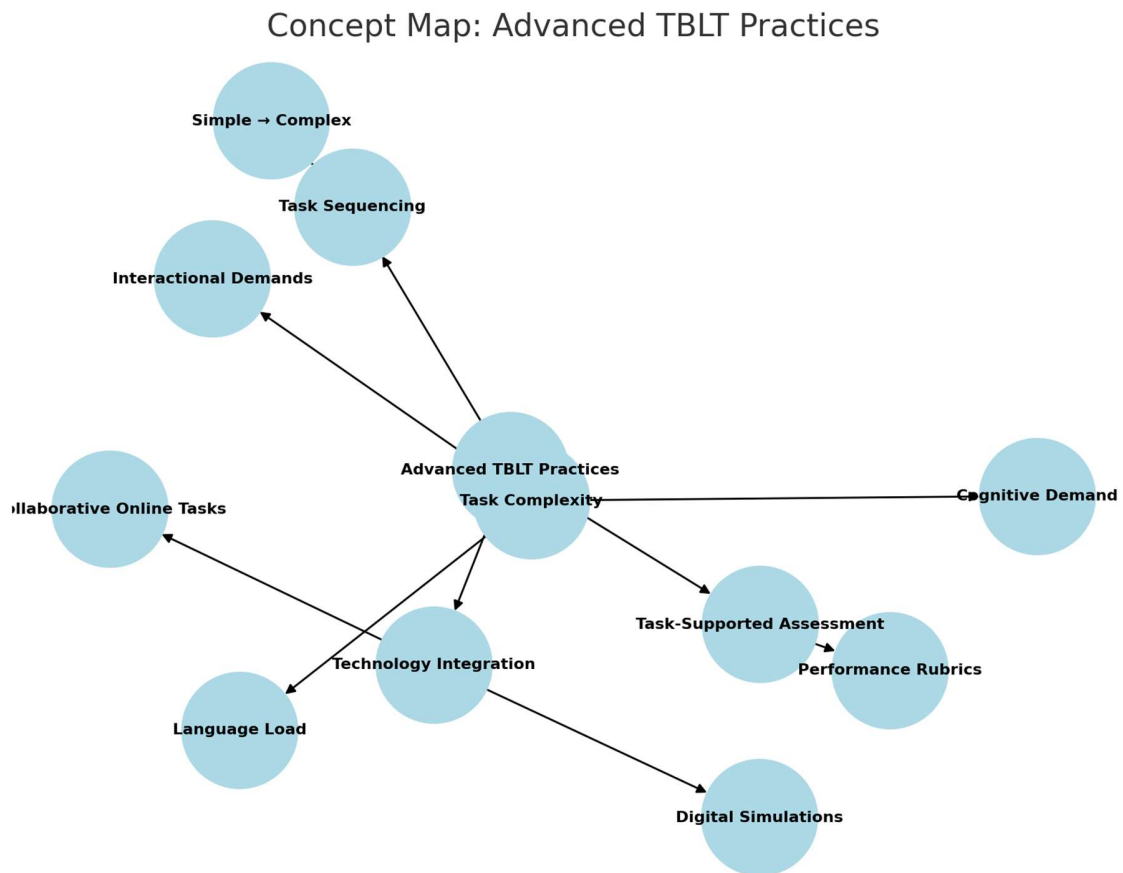 Concept Map: Advanced TBLT Practices
Simple → Complex
Task Sequencing
Interactional Demands
Advanced TBLT Practices
Task Complexity
Cognitive Demand
ollaborative Online Tasks
Task-Supported Assessment
Technology Integration
Performance Rubrics
Language Load
Digital Simulations